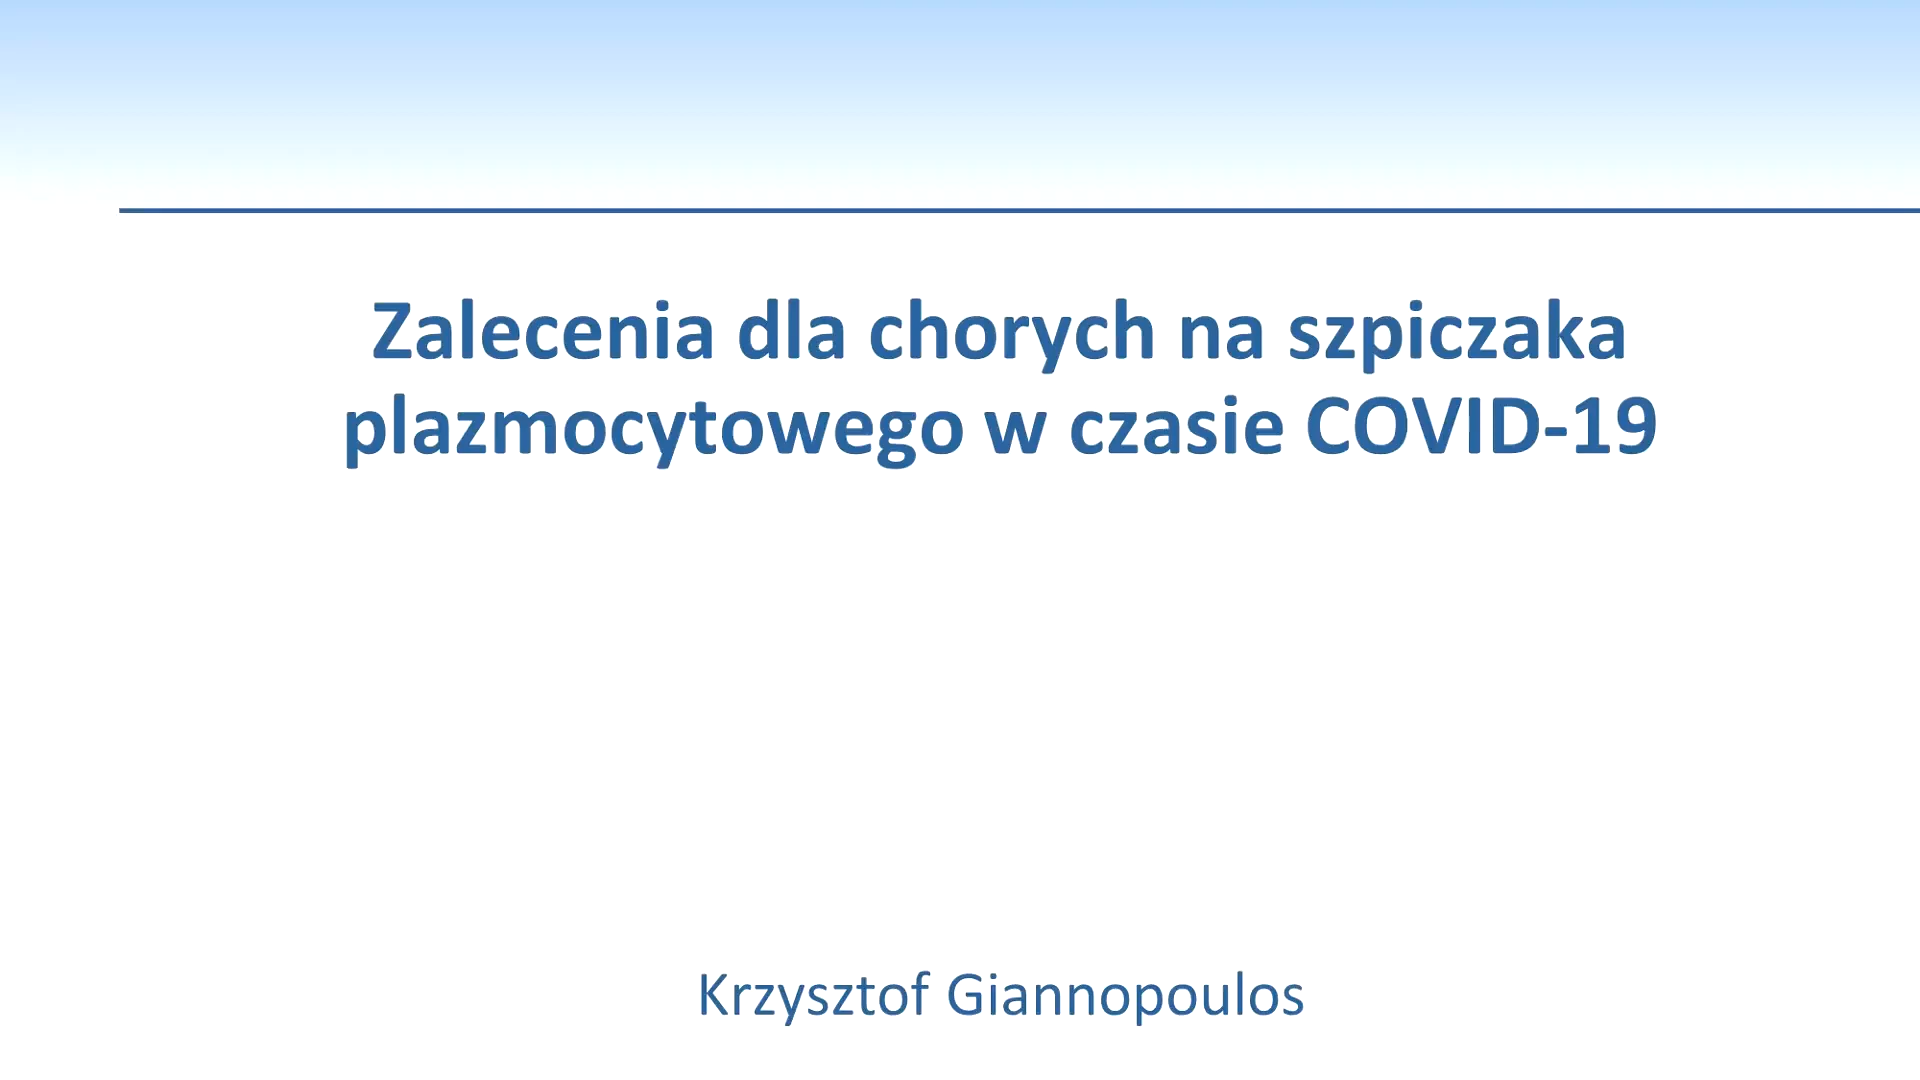 Zalecenia dla chorych na szpiczaka
plazmocytowego w czasie COVID-19
Krzysztof Giannopoulos